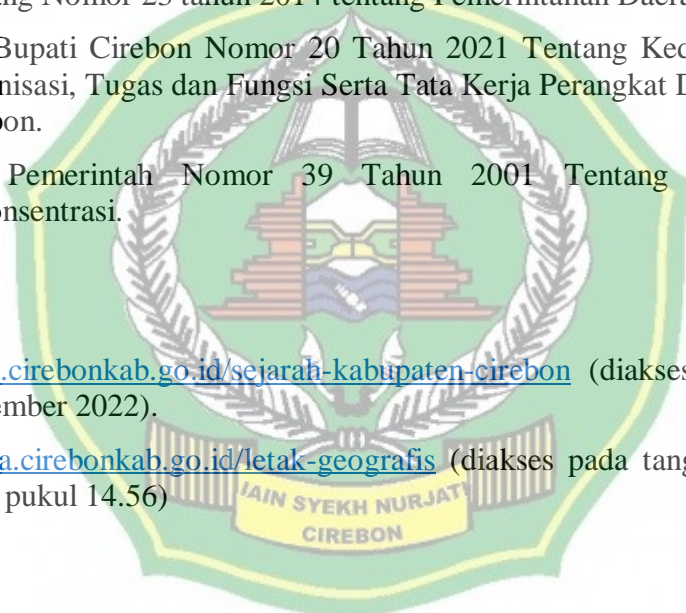 ang Nomor 23 tahun 2014 tentang Pemerintahan Daera
Bupati Cirebon Nomor 20 Tahun 2021 Tentang Ked
nisasi, Tugas dan Fungsi Serta Tata Kerja Perangkat D
bon.
Pemerintah Nomor 39 Tahun 2001 Tentang
onsentrasi.
.cirebonkab.go.id/sejarah-kabupaten-cirebon (diakses
ember 2022).
a.cirebonkab.go.id/letak-geografis (diakses pada tang
pukul 14.56)
IAIN SYEKH NURJATI
CIREBON